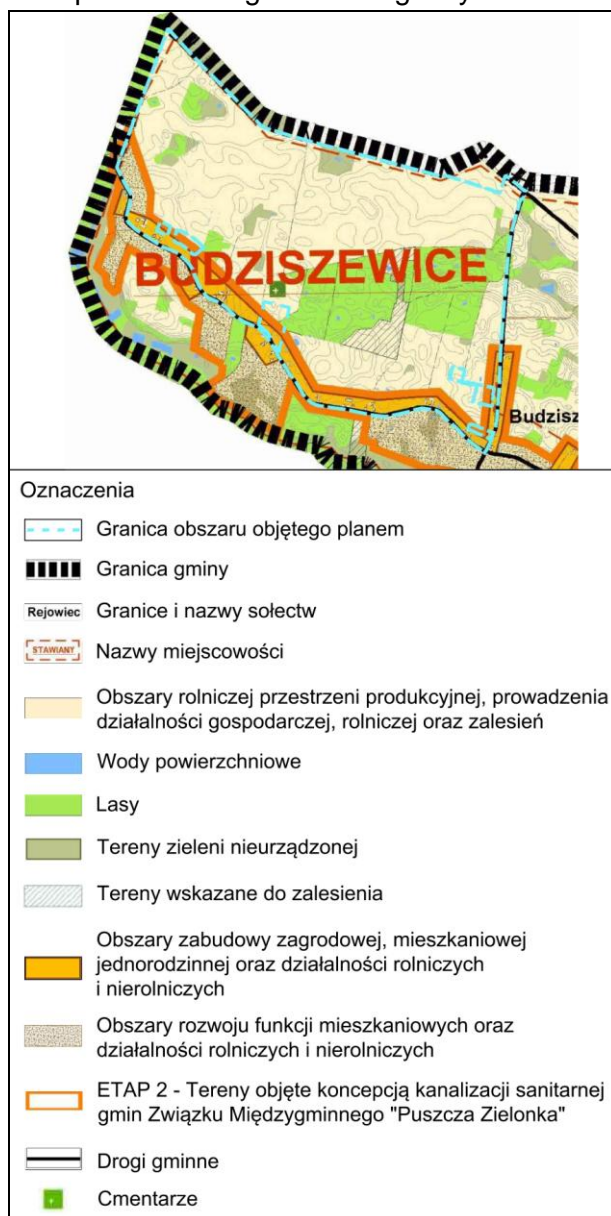 BUDZISZEWICE
Budzisz
Oznaczenia
Granica obszaru objętego planem
Granica gminy
Rejowiec Granice i nazwy sołectw
STAWIANY Nazwy miejscowości
Obszary rolniczej przestrzeni produkcyjnej, prowadzenia
działalności gospodarczej, rolniczej oraz zalesień
Wody powierzchniowe
Lasy
Tereny zieleni nieurządzonej
Tereny wskazane do zalesienia
Obszary zabudowy zagrodowej, mieszkaniowej
jednorodzinnej oraz działalności rolniczych
i nierolniczych
Obszary rozwoju funkcji mieszkaniowych oraz
działalności rolniczych i nierolniczych
ETAP 2 - Tereny objęte koncepcją kanalizacji sanitarnej
gmin Związku Międzygminnego "Puszcza Zielonka"
Drogi gminne
Cmentarze